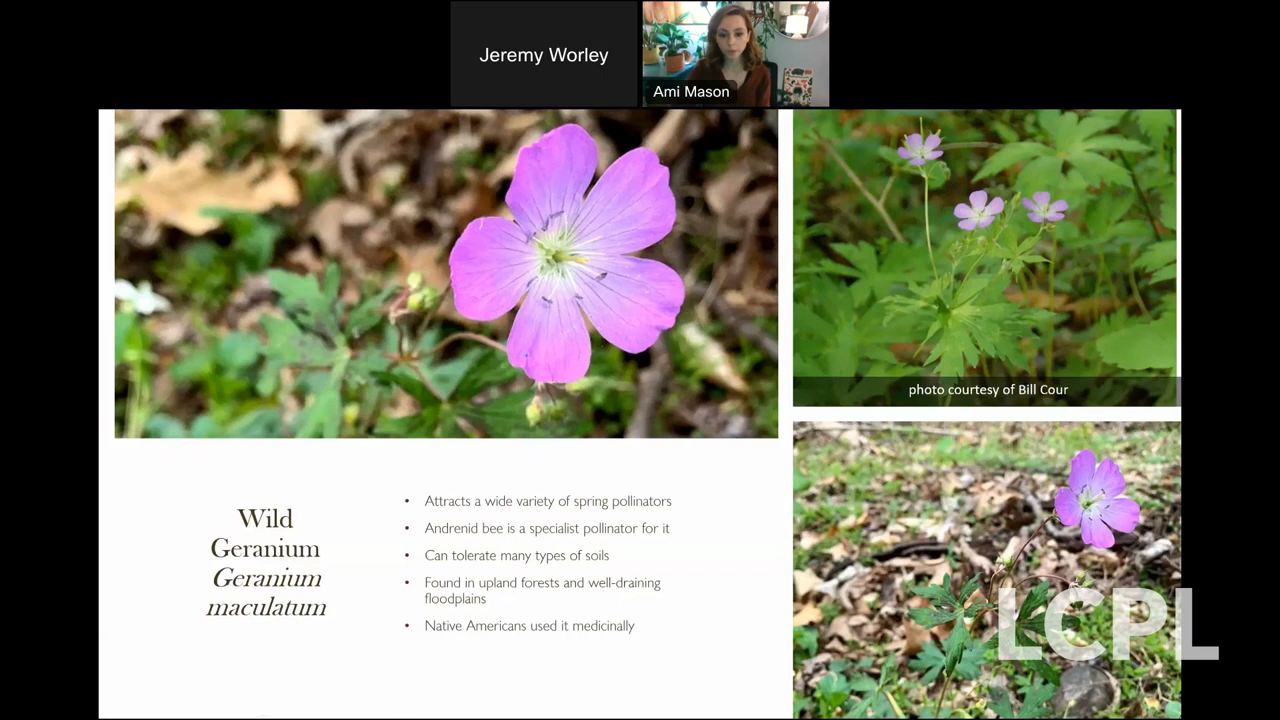 Jeremy Worley
Ami Mason
photo courtesy of Bill Cour
Wild
Geranium
Geranium
maculatum
• Attracts a wide variety of spring pollinators
• Andrenid bee is a specialist pollinator for it
• Can tolerate many types of soils
• Found in upland forests and well-draining
floodplains
• Native Americans used it medicinally
LCPL